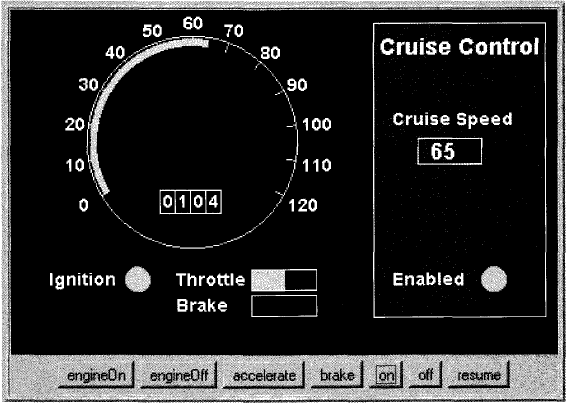 60
50 70
40 80
30 90
20 100
10 110
0 120
0104
Ignition Throttle
Brake
Cruise Control
Cruise Speed
65
Enabled
engineOn engineOff accelerate brake on off resume